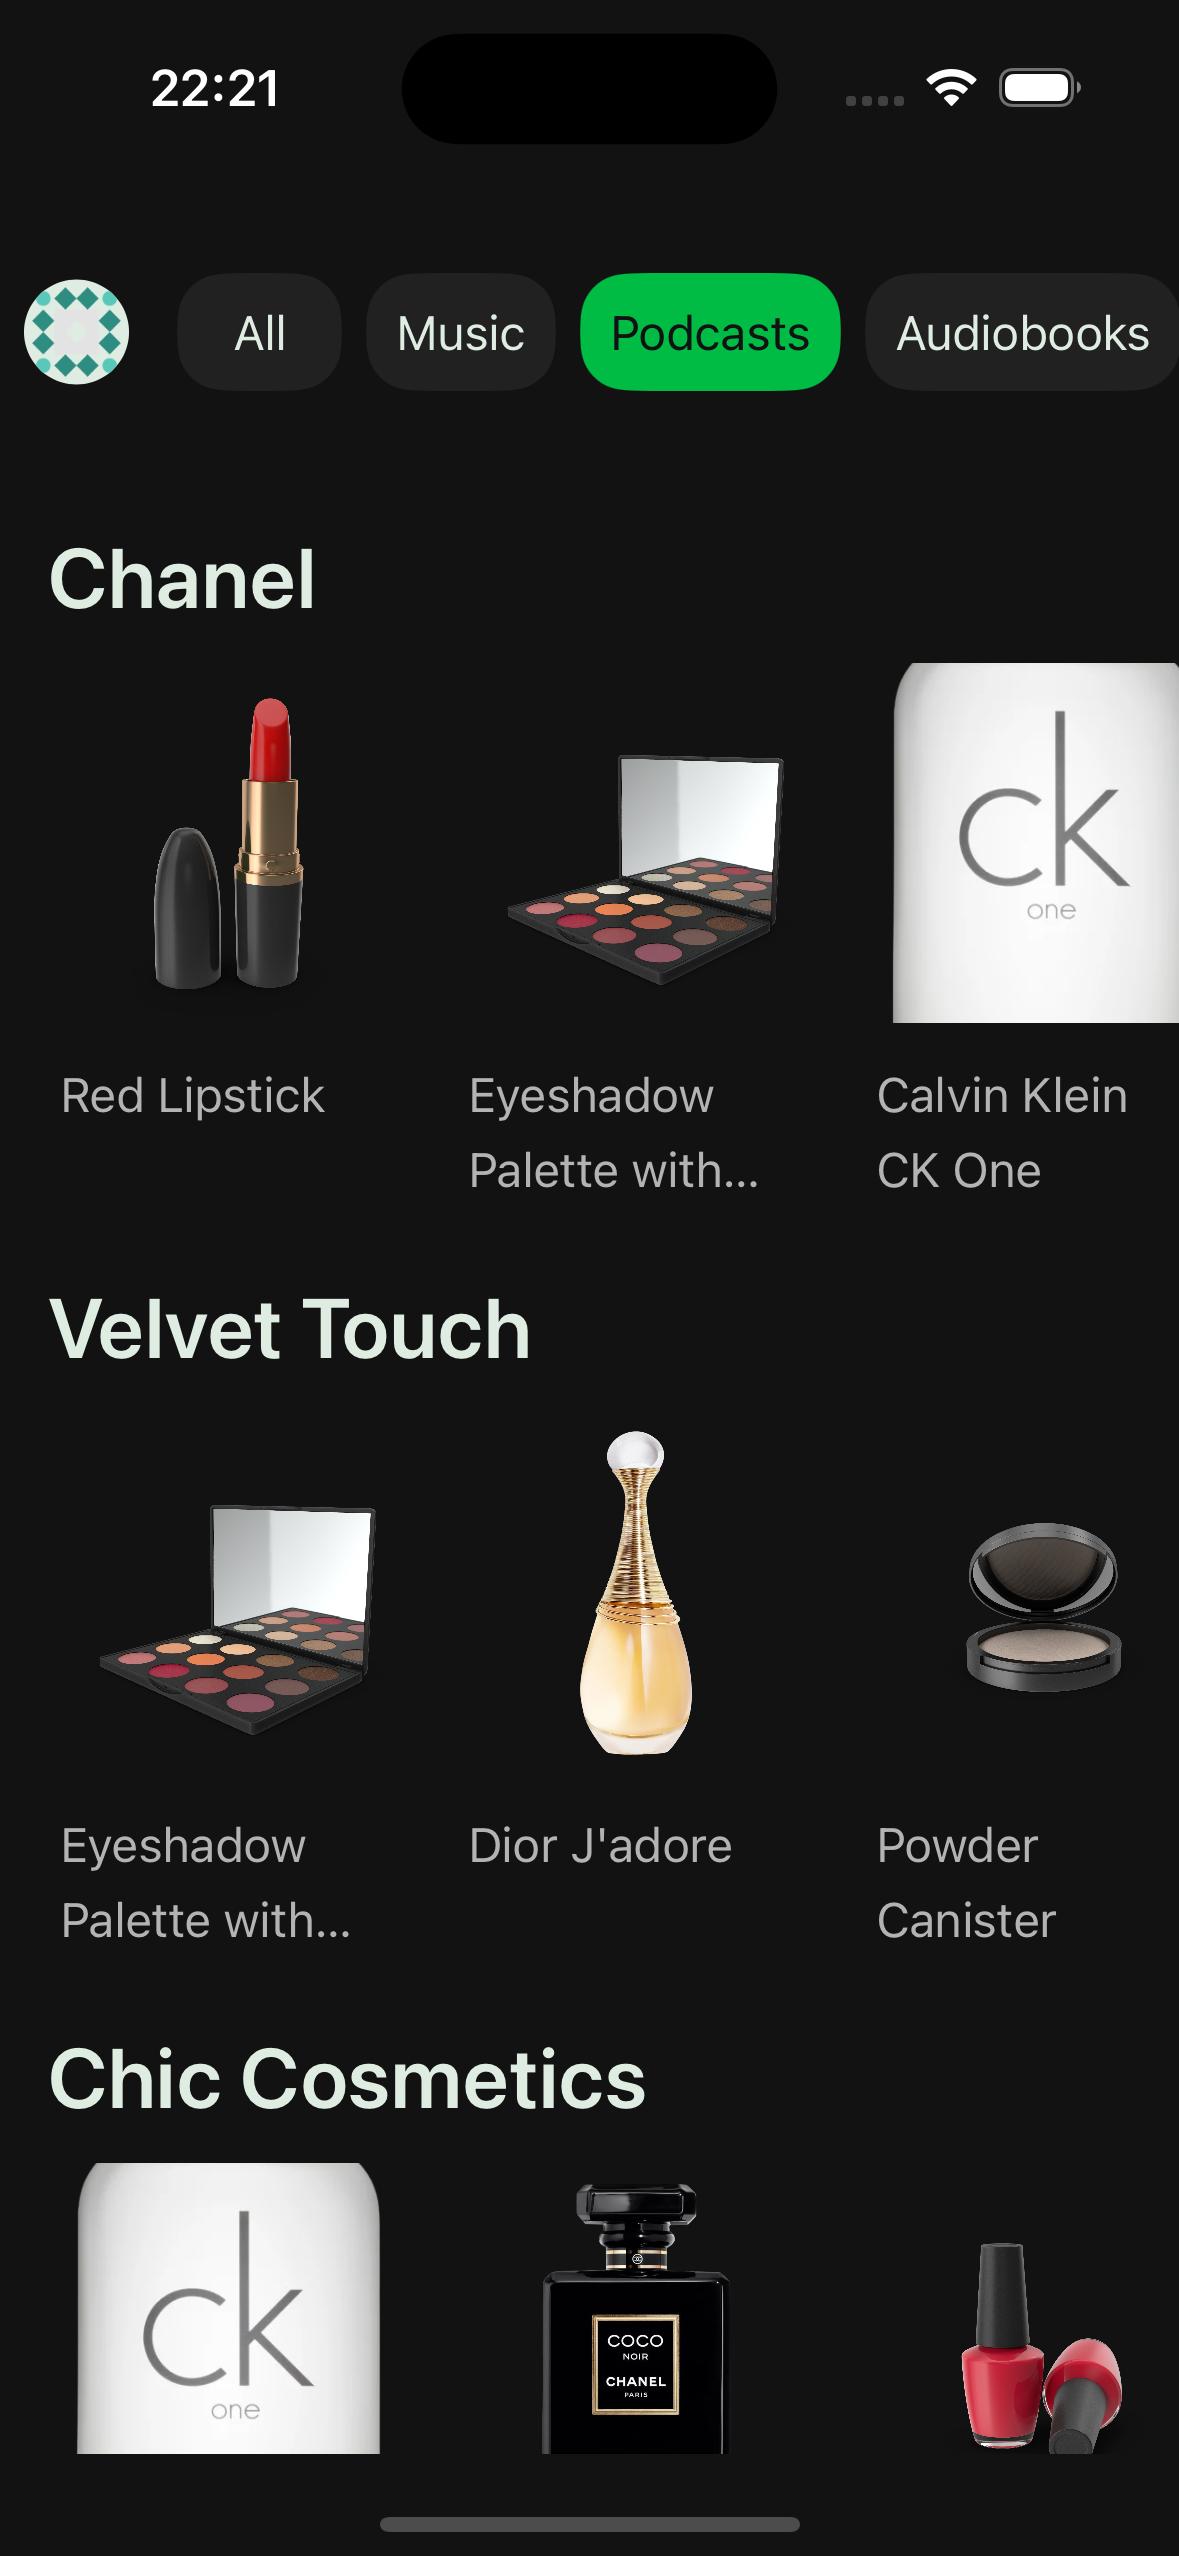 22:21
All
Music
Podcasts
Audiobooks
Chanel
ck
one
Red Lipstick
Eyeshadow
Palette with...
Calvin Klein
CK One
Velvet Touch
Eyeshadow
Palette with...
Dior J'adore
Powder
Canister
Chic Cosmetics
ck
one
COCO
NOIR
CHANEL
PARIS